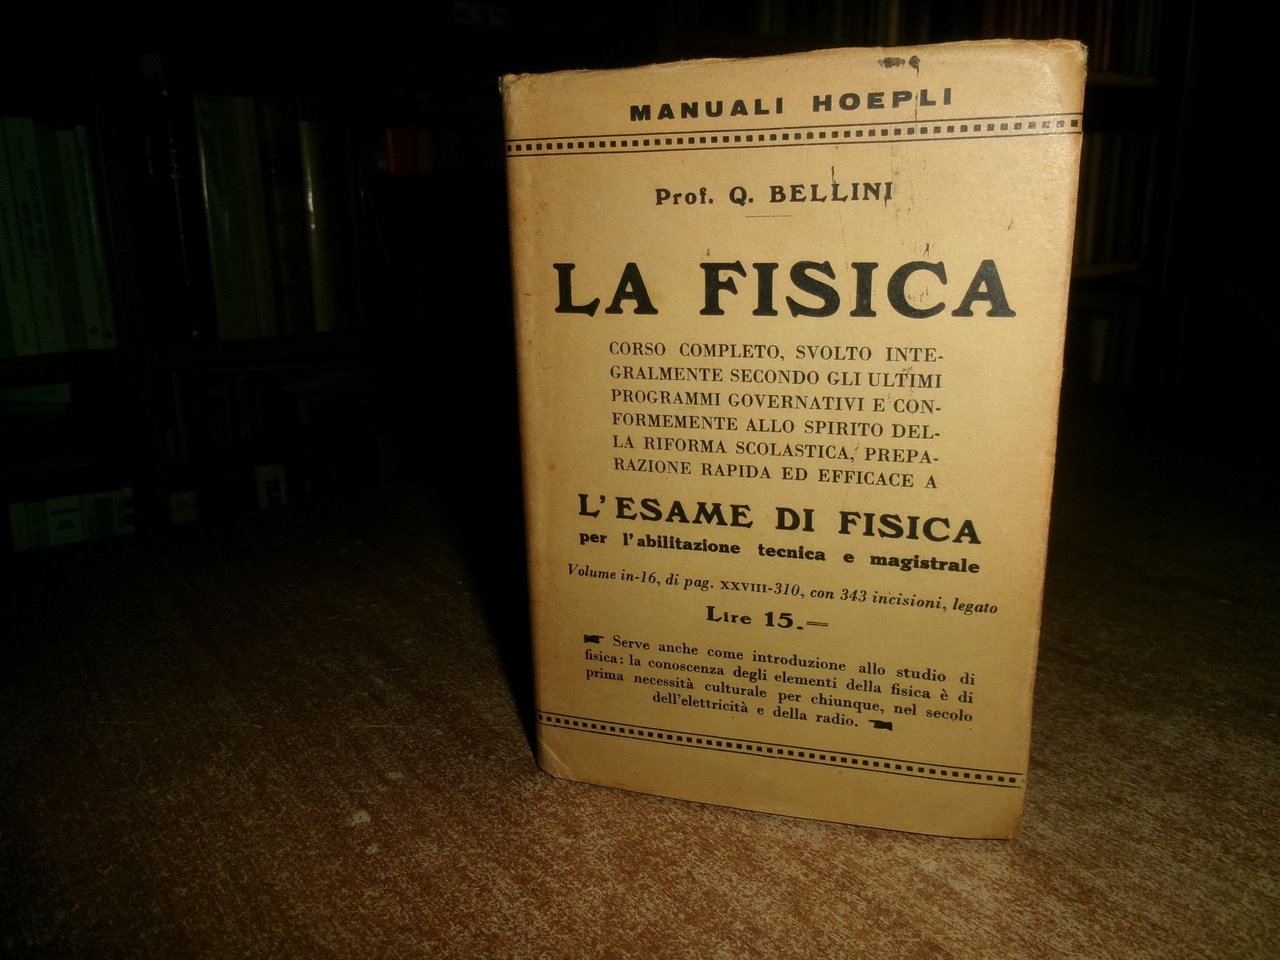 MANUALI HOEPLI
Prof. Q. BELLINI
LA FISICA
CORSO COMPLETO, SVOLTO INTE-
GRALMENTE SECONDO GLI ULTIMI
PROGRAMMI GOVERNATIVI E CON-
FORMEMENTE ALLO SPIRITO DEL-
LA RIFORMA SCOLASTICA, PREPA-
RAZIONE RAPIDA ED EFFICACE A
L'ESAME DI FISICA
per l'abilitazione tecnica e magistrale
Volume in-16, di pag. XXVIII-310, con 343 incisioni, legato
Lire 15.=
Serve anche come introduzione allo studio di
fisica: la conoscenza degli elementi della fisica è di
prima necessità culturale per chiunque, nel secolo
dell'elettricità e della radio.